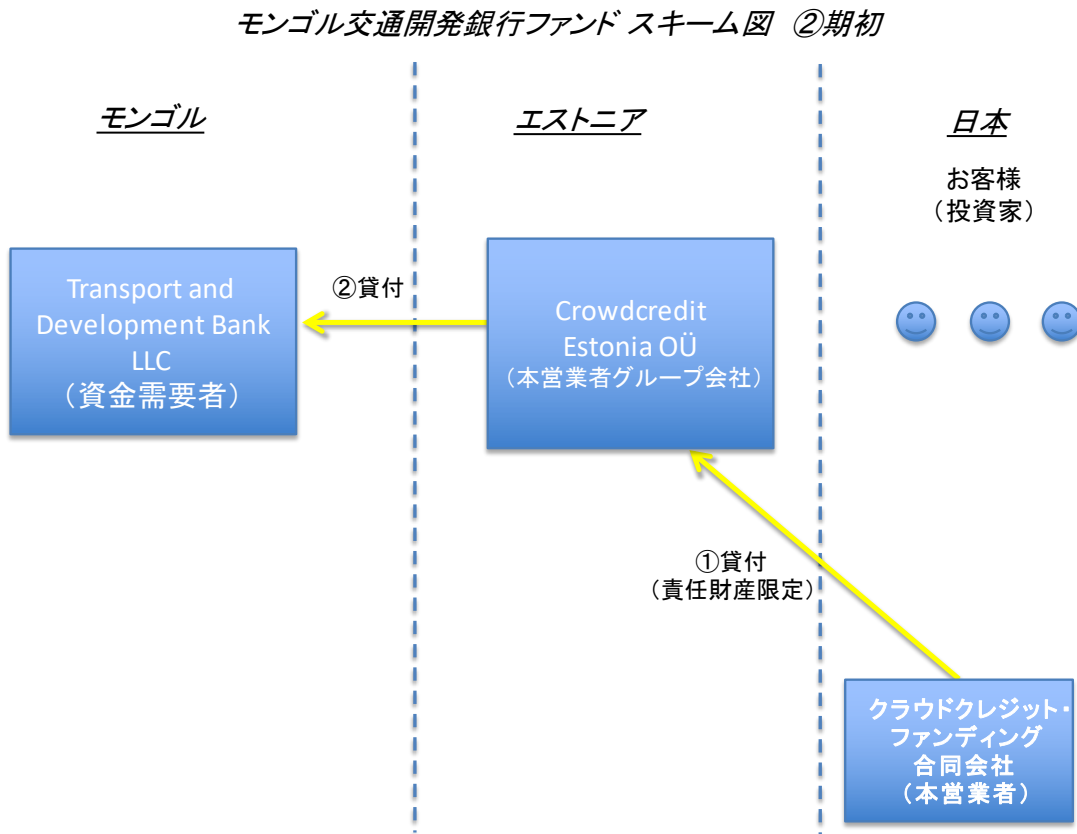 モンゴル交通開発銀行ファンド スキーム図 ②期初
モンゴル
エストニア
日本
お客様
（投資家）
Transport and
Development Bank
LLC
（資金需要者）
②貸付
Crowdcredit
Estonia OÜ
（本営業者グループ会社）
①貸付
（責任財産限定）
クラウドクレジット・
ファンディング
合同会社
（本営業者）